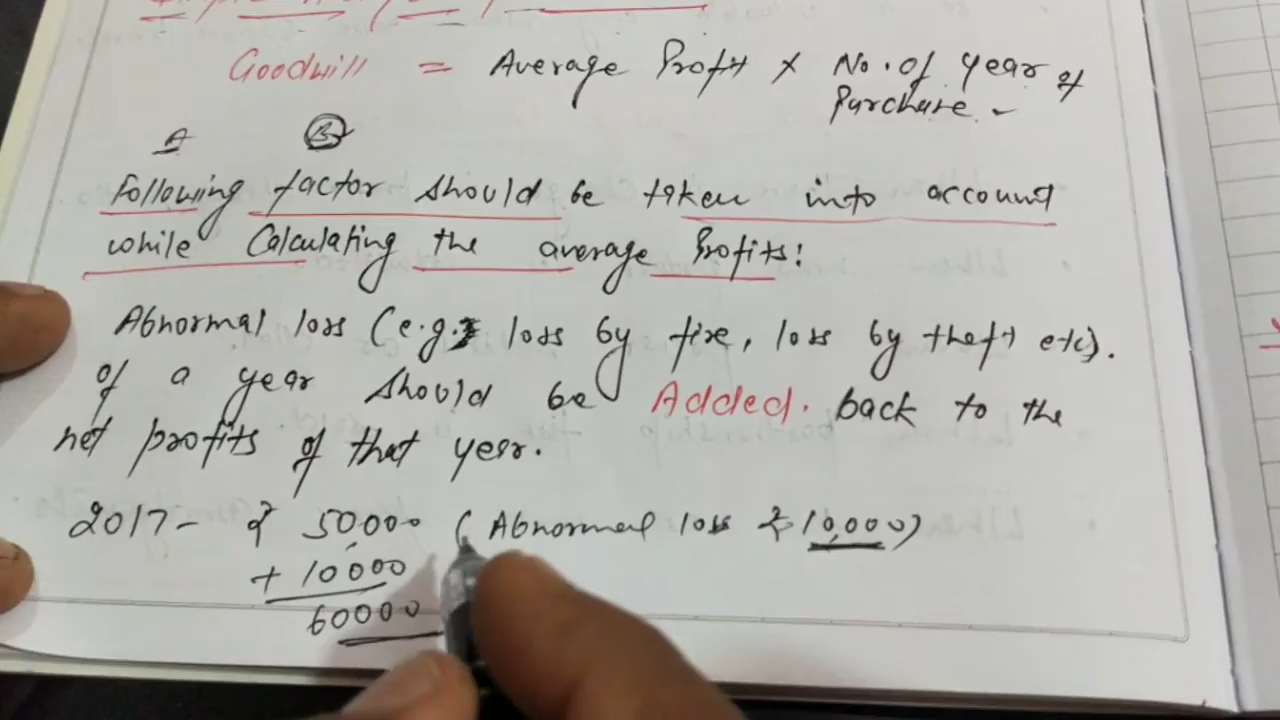 Goodwill = Average Profit × No. of year of
Purchase -
A B
Following factor should be taken into account
while Calculating the average Profits!
Abnormal loss (e.g., loss by fire, loss by theft etc).
of a year should be Added. back to the
net profits of that year.
2017 - ₹ 50,000 (Abnormal loss ₹ 10,000)
+ 10000
60000